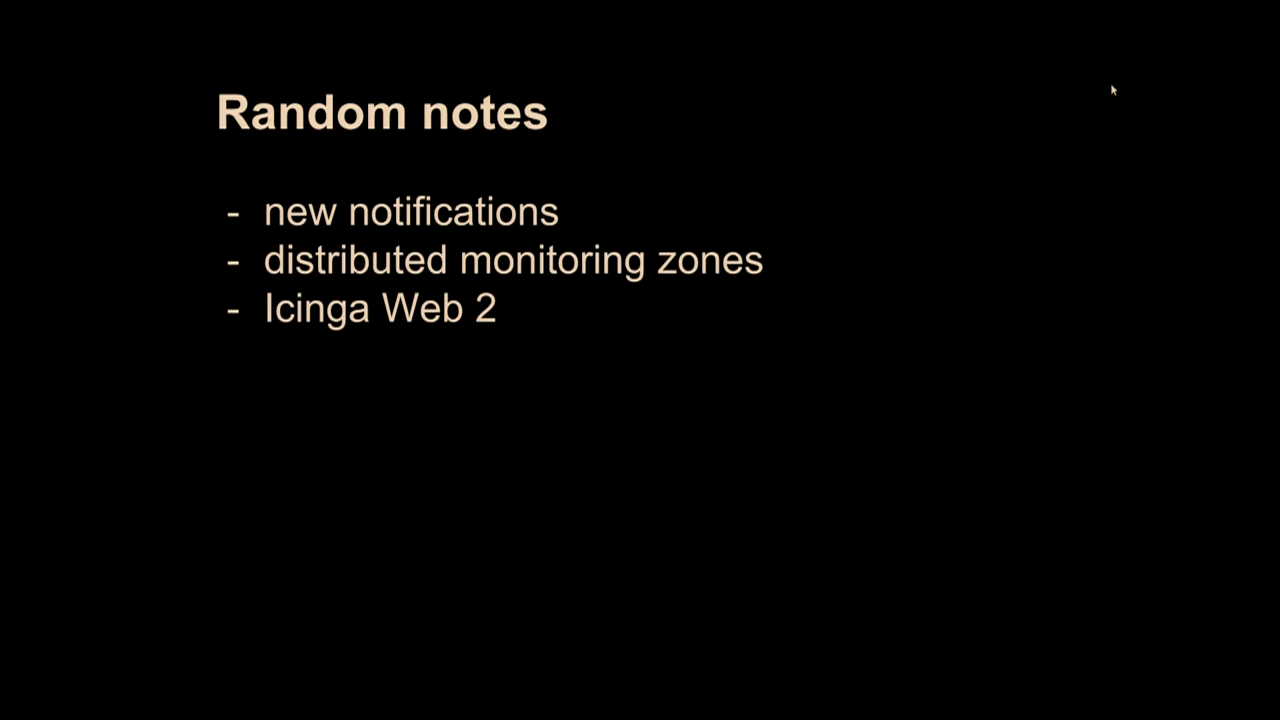 Random notes
- new notifications
- distributed monitoring zones
- Icinga Web 2